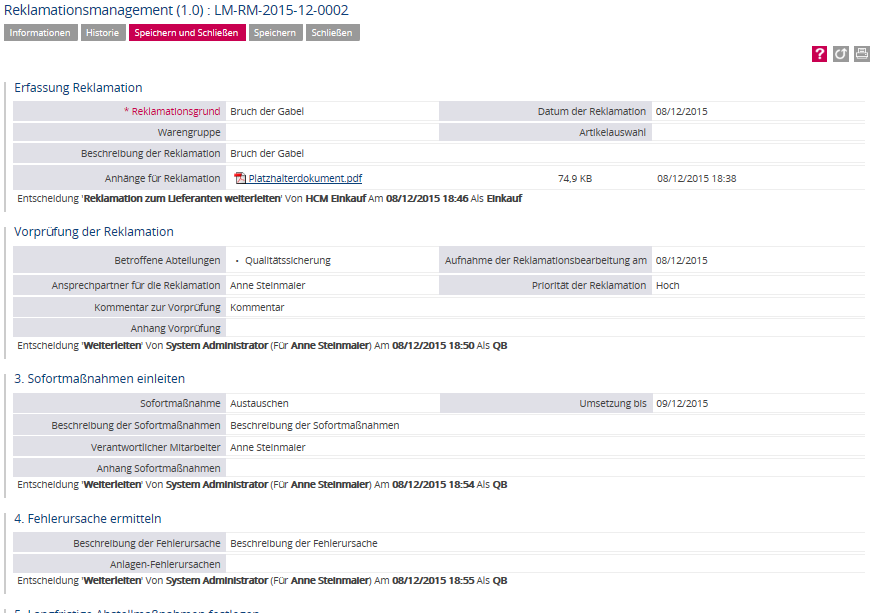 Reklamationsmanagement (1.0) : LM-RM-2015-12-0002
Informationen Historie Speichern und Schließen Speichern Schließen
?
Erfassung Reklamation
* Reklamationsgrund Bruch der Gabel Datum der Reklamation 08/12/2015
Warengruppe Artikelauswahl
Beschreibung der Reklamation Bruch der Gabel
Anhänge für Reklamation Platzhalterdokument.pdf 74,9 KB 08/12/2015 18:38
Entscheidung 'Reklamation zum Lieferanten weiterleiten' Von HCM Einkauf Am 08/12/2015 18:46 Als Einkauf
Vorprüfung der Reklamation
Betroffene Abteilungen • Qualitätssicherung Aufnahme der Reklamationsbearbeitung am 08/12/2015
Ansprechpartner für die Reklamation Anne Steinmaier Priorität der Reklamation Hoch
Kommentar zur Vorprüfung Kommentar
Anhang Vorprüfung
Entscheidung 'Weiterleiten' Von System Administrator (Für Anne Steinmaier) Am 08/12/2015 18:50 Als QB
3. Sofortmaßnahmen einleiten
Sofortmaßnahme Austauschen Umsetzung bis 09/12/2015
Beschreibung der Sofortmaßnahmen Beschreibung der Sofortmaßnahmen
Verantwortlicher Mitarbeiter Anne Steinmaier
Anhang Sofortmaßnahmen
Entscheidung 'Weiterleiten' Von System Administrator (Für Anne Steinmaier) Am 08/12/2015 18:54 Als QB
4. Fehlerursache ermitteln
Beschreibung der Fehlerursache Beschreibung der Fehlerursache
Anlagen-Fehlerursachen
Entscheidung 'Weiterleiten' Von System Administrator (Für Anne Steinmaier) Am 08/12/2015 18:55 Als QB
5. Langfristige Abstellmaßnahmen festlegen